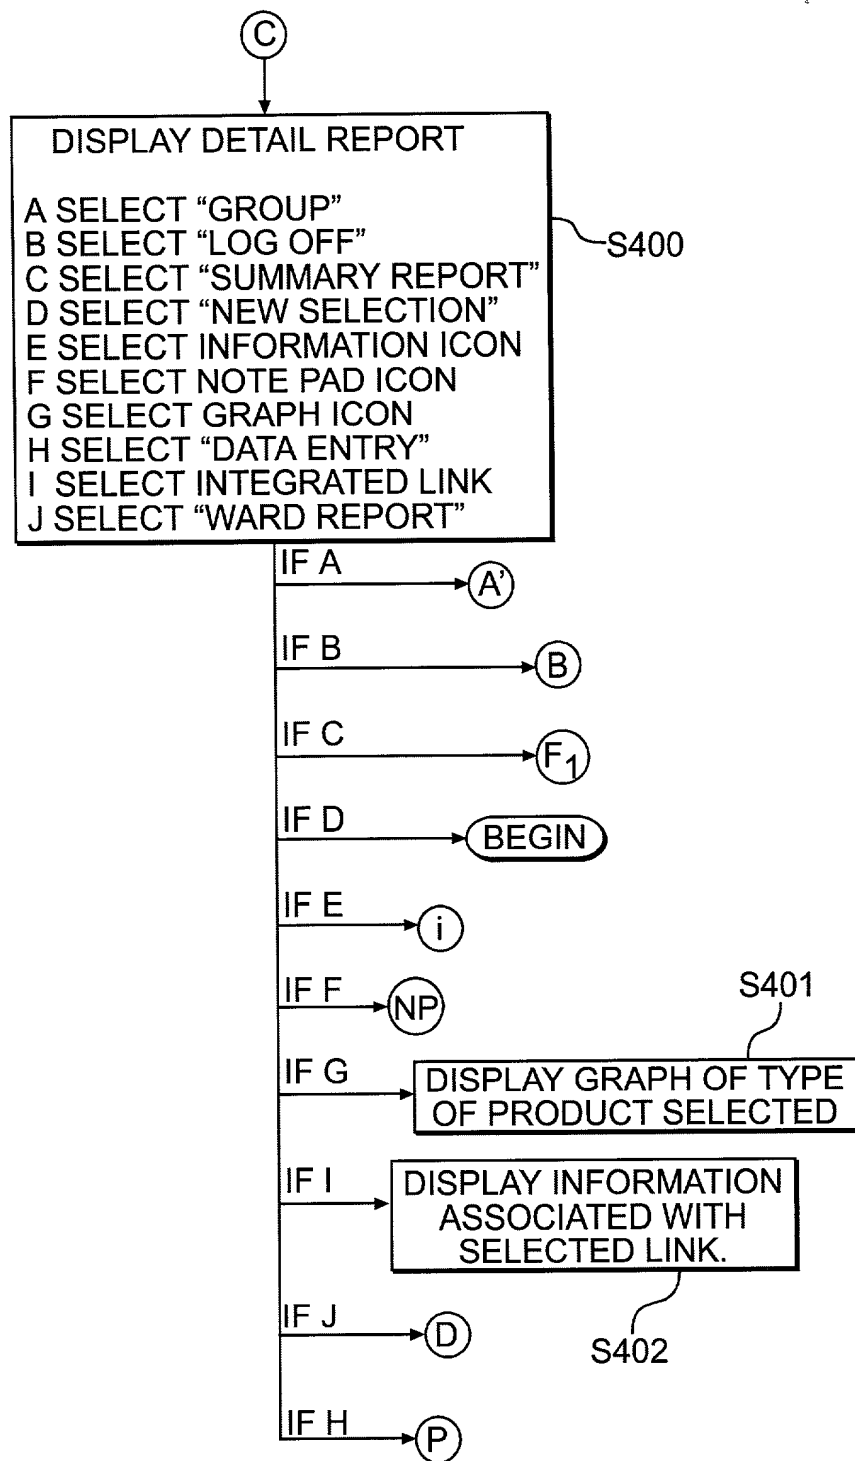 C
DISPLAY DETAIL REPORT
A SELECT “GROUP”
B SELECT “LOG OFF”
C SELECT “SUMMARY REPORT”
D SELECT “NEW SELECTION”
E SELECT INFORMATION ICON
F SELECT NOTE PAD ICON
G SELECT GRAPH ICON
H SELECT “DATA ENTRY”
I SELECT INTEGRATED LINK
J SELECT “WARD REPORT”
S400
IF A
A’
IF B
B
IF C
F1
IF D
BEGIN
IF E
i
IF F
NP
S401
IF G
DISPLAY GRAPH OF TYPE
OF PRODUCT SELECTED
IF I
DISPLAY INFORMATION
ASSOCIATED WITH
SELECTED LINK.
S402
IF J
D
IF H
P